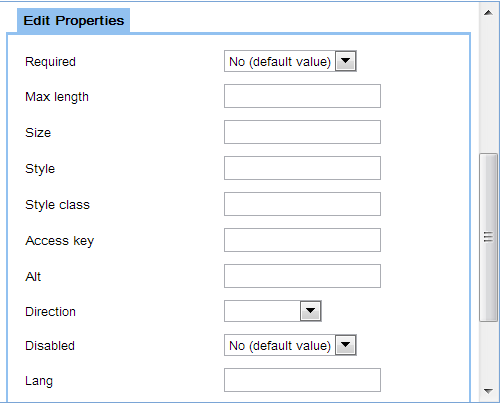 Edit Properties
Required No (default value)
Max length
Size
Style
Style class
Access key
Alt
Direction
Disabled No (default value)
Lang